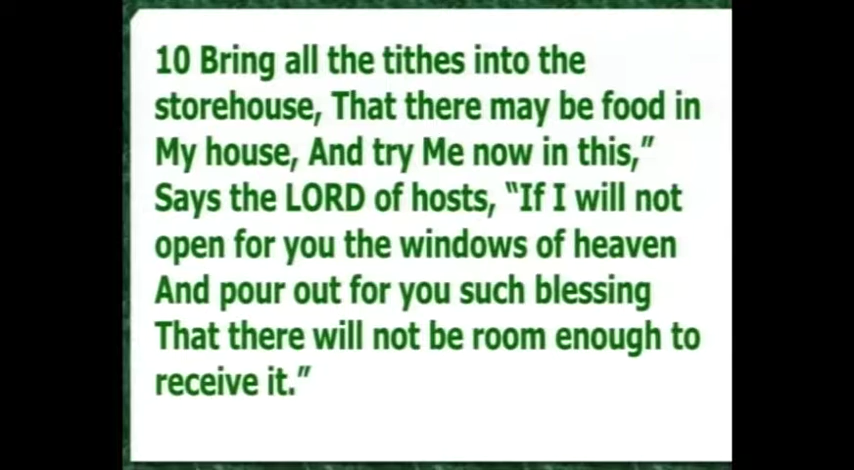 10 Bring all the tithes into the
storehouse, That there may be food in
My house, And try Me now in this,”
Says the LORD of hosts, “If I will not
open for you the windows of heaven
And pour out for you such blessing
That there will not be room enough to
receive it.”